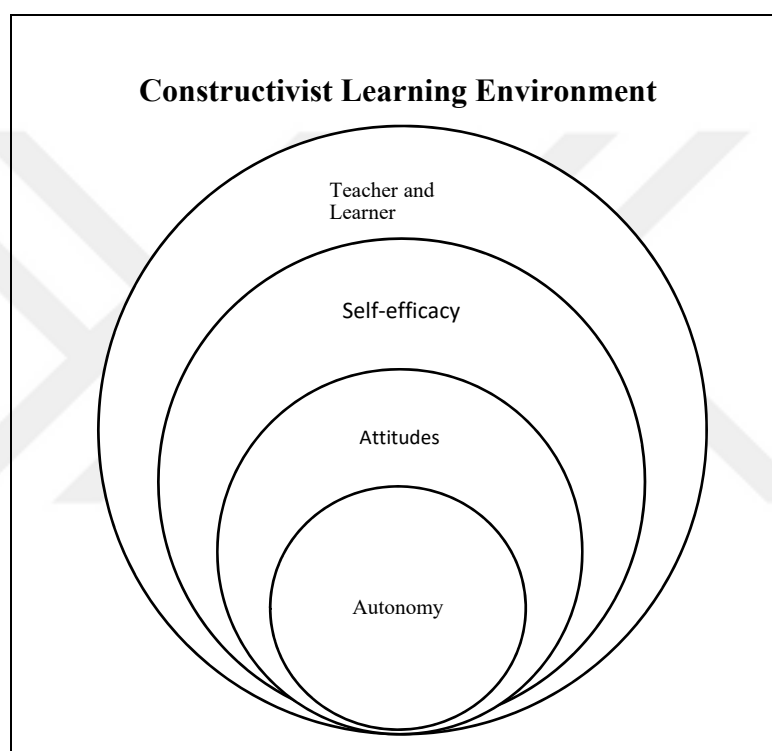 Constructivist Learning Environment
Teacher and
Learner
Self-efficacy
Attitudes
Autonomy